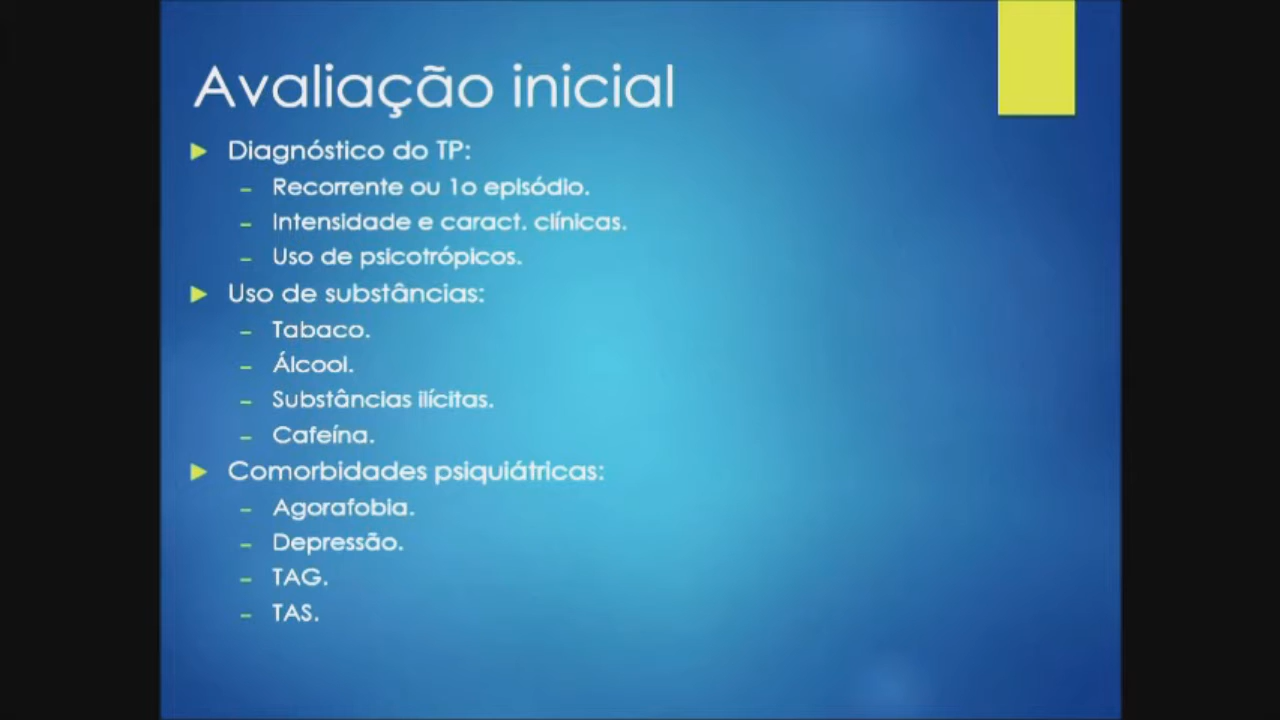 Avaliação inicial
Diagnóstico do TP:
- Recorrente ou 1o episódio.
- Intensidade e caract. clínicas.
- Uso de psicotrópicos.
Uso de substâncias:
- Tabaco.
- Álcool.
- Substâncias ilícitas.
- Cafeína.
Comorbidades psiquiátricas:
- Agorafobia.
- Depressão.
- TAG.
- TAS.